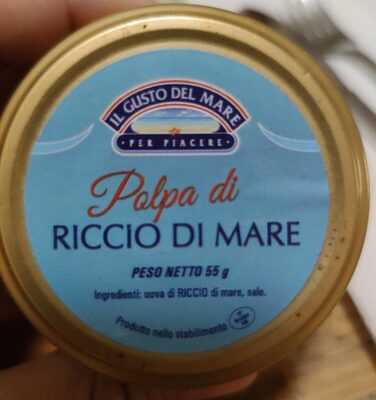 IL GUSTO DEL MARE
• PER PIACERE •
Polpa di
RICCIO DI MARE
PESO NETTO 55 g
Ingredienti: uova di RICCIO di mare, sale.
Prodotto nello stabilimento